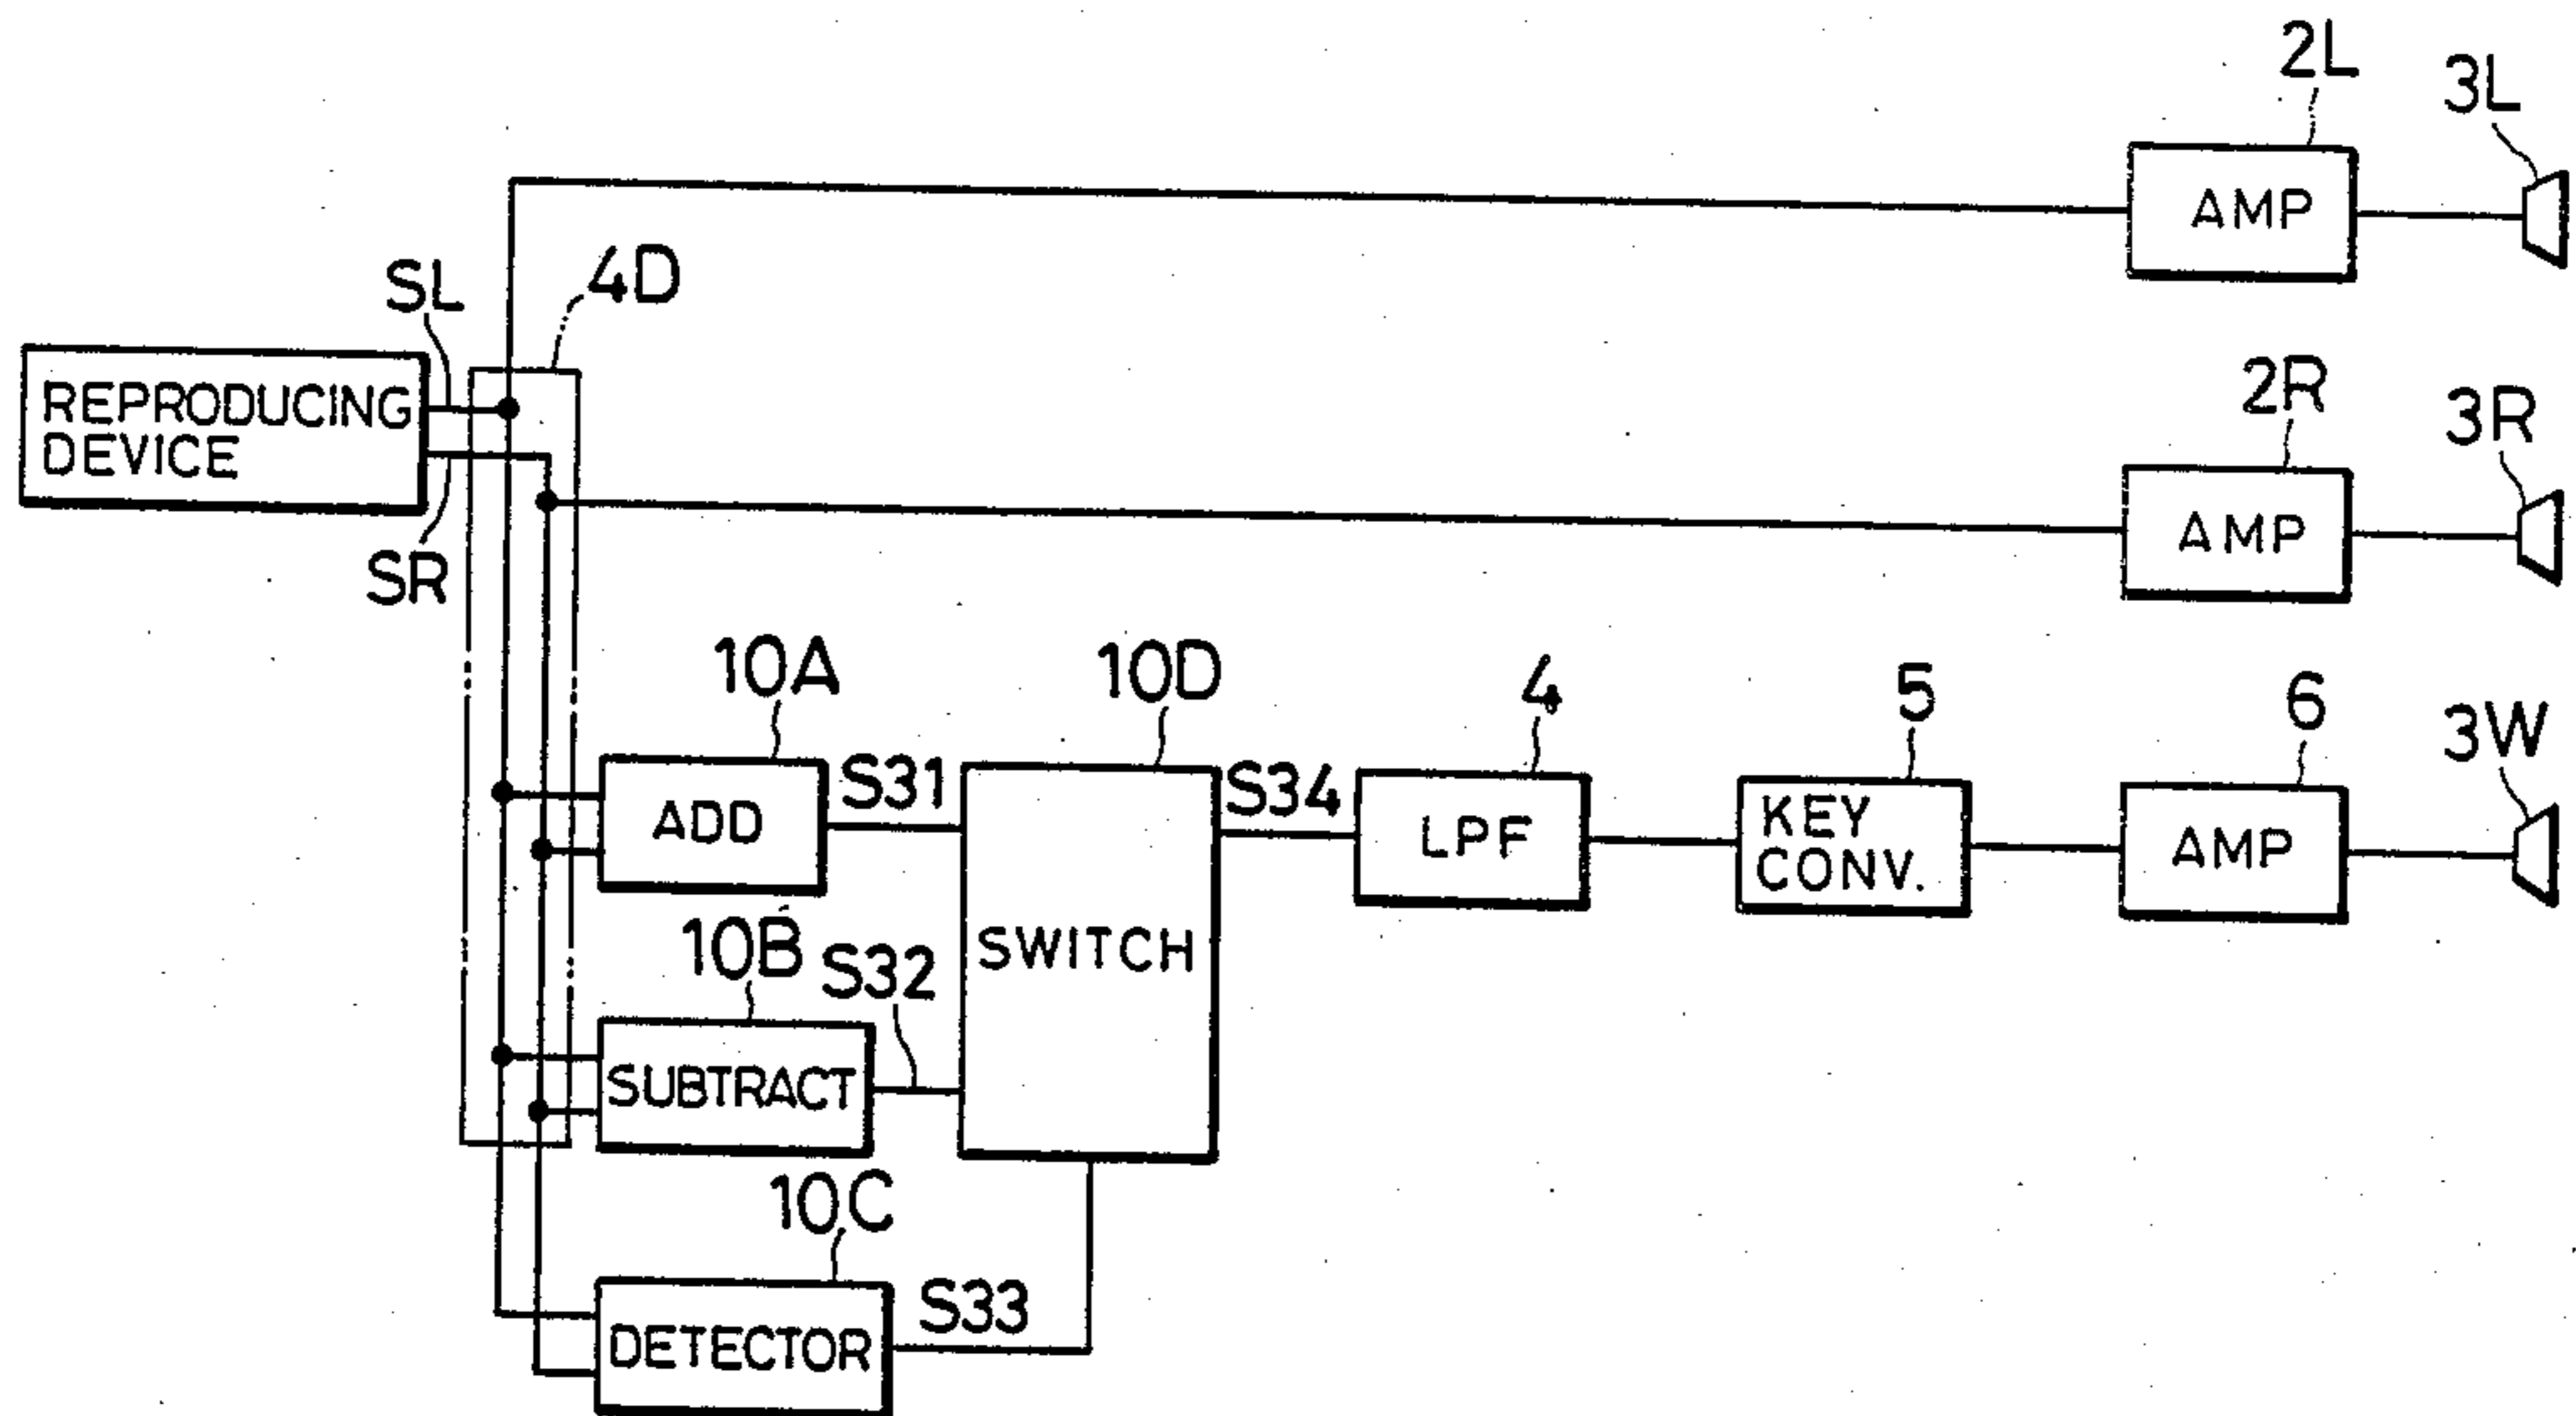 2L
3L
AMP
SL
4D
REPRODUCING
DEVICE
2R
3R
SR
AMP
10A
10D
4
5
6
3W
S31
S34
ADD
LPF
KEY
CONV.
AMP
10B
S32
SWITCH
SUBTRACT
10C
S33
DETECTOR